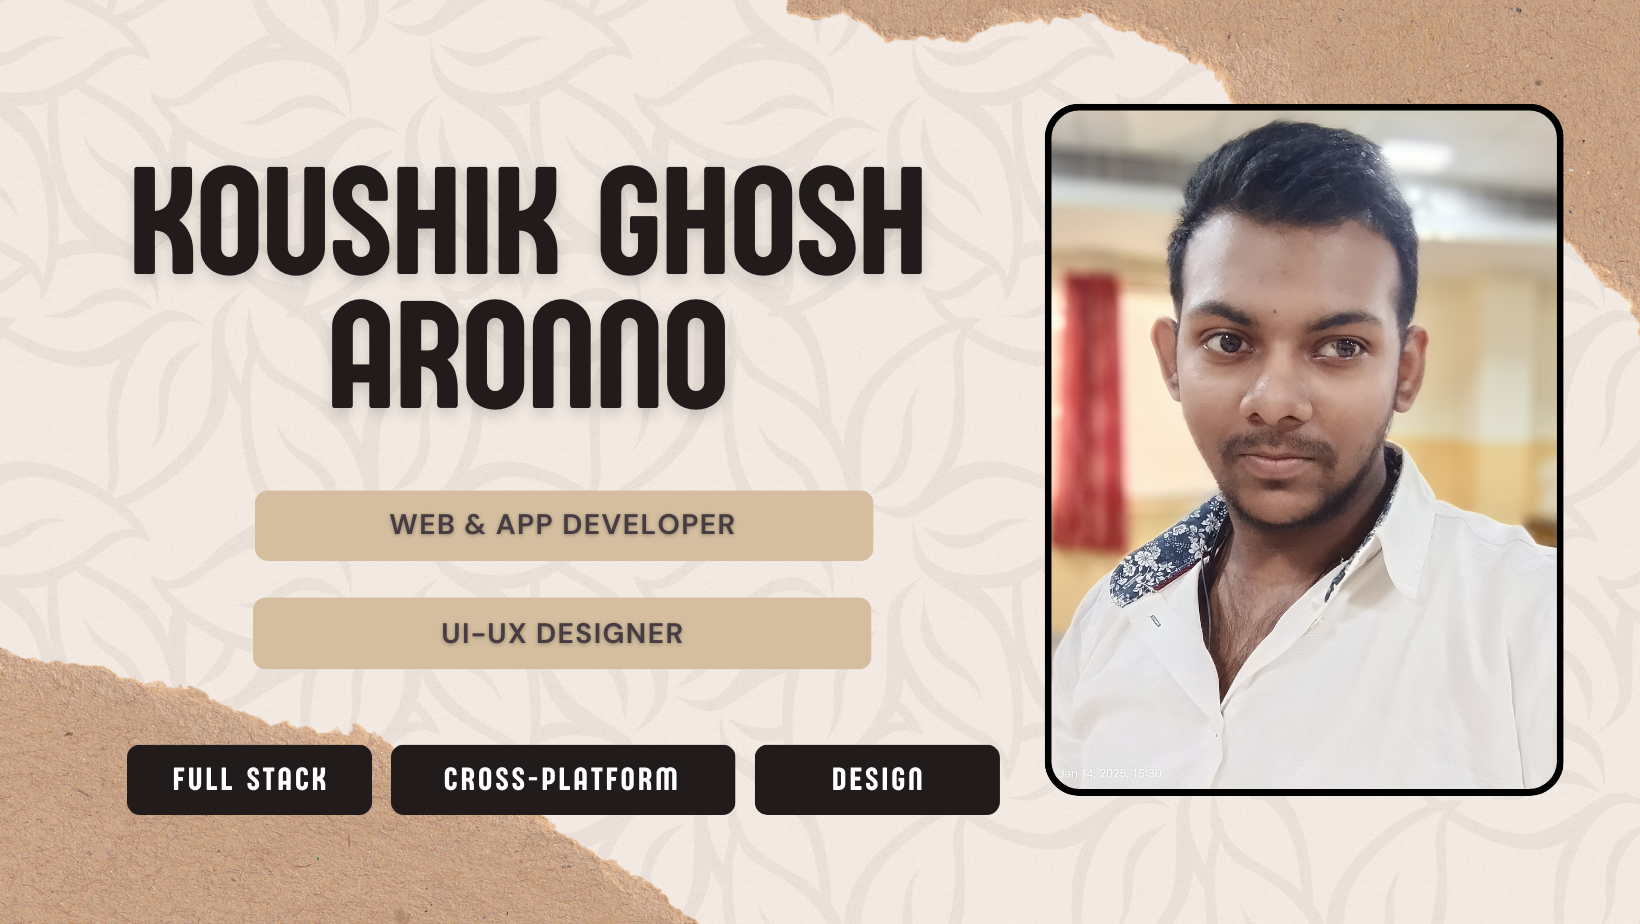 KOUSHIK GHOSH
ARONNO
WEB & APP DEVELOPER
UI-UX DESIGNER
FULL STACK
CROSS-PLATFORM
DESIGN
Jan 14, 2025, 15:30